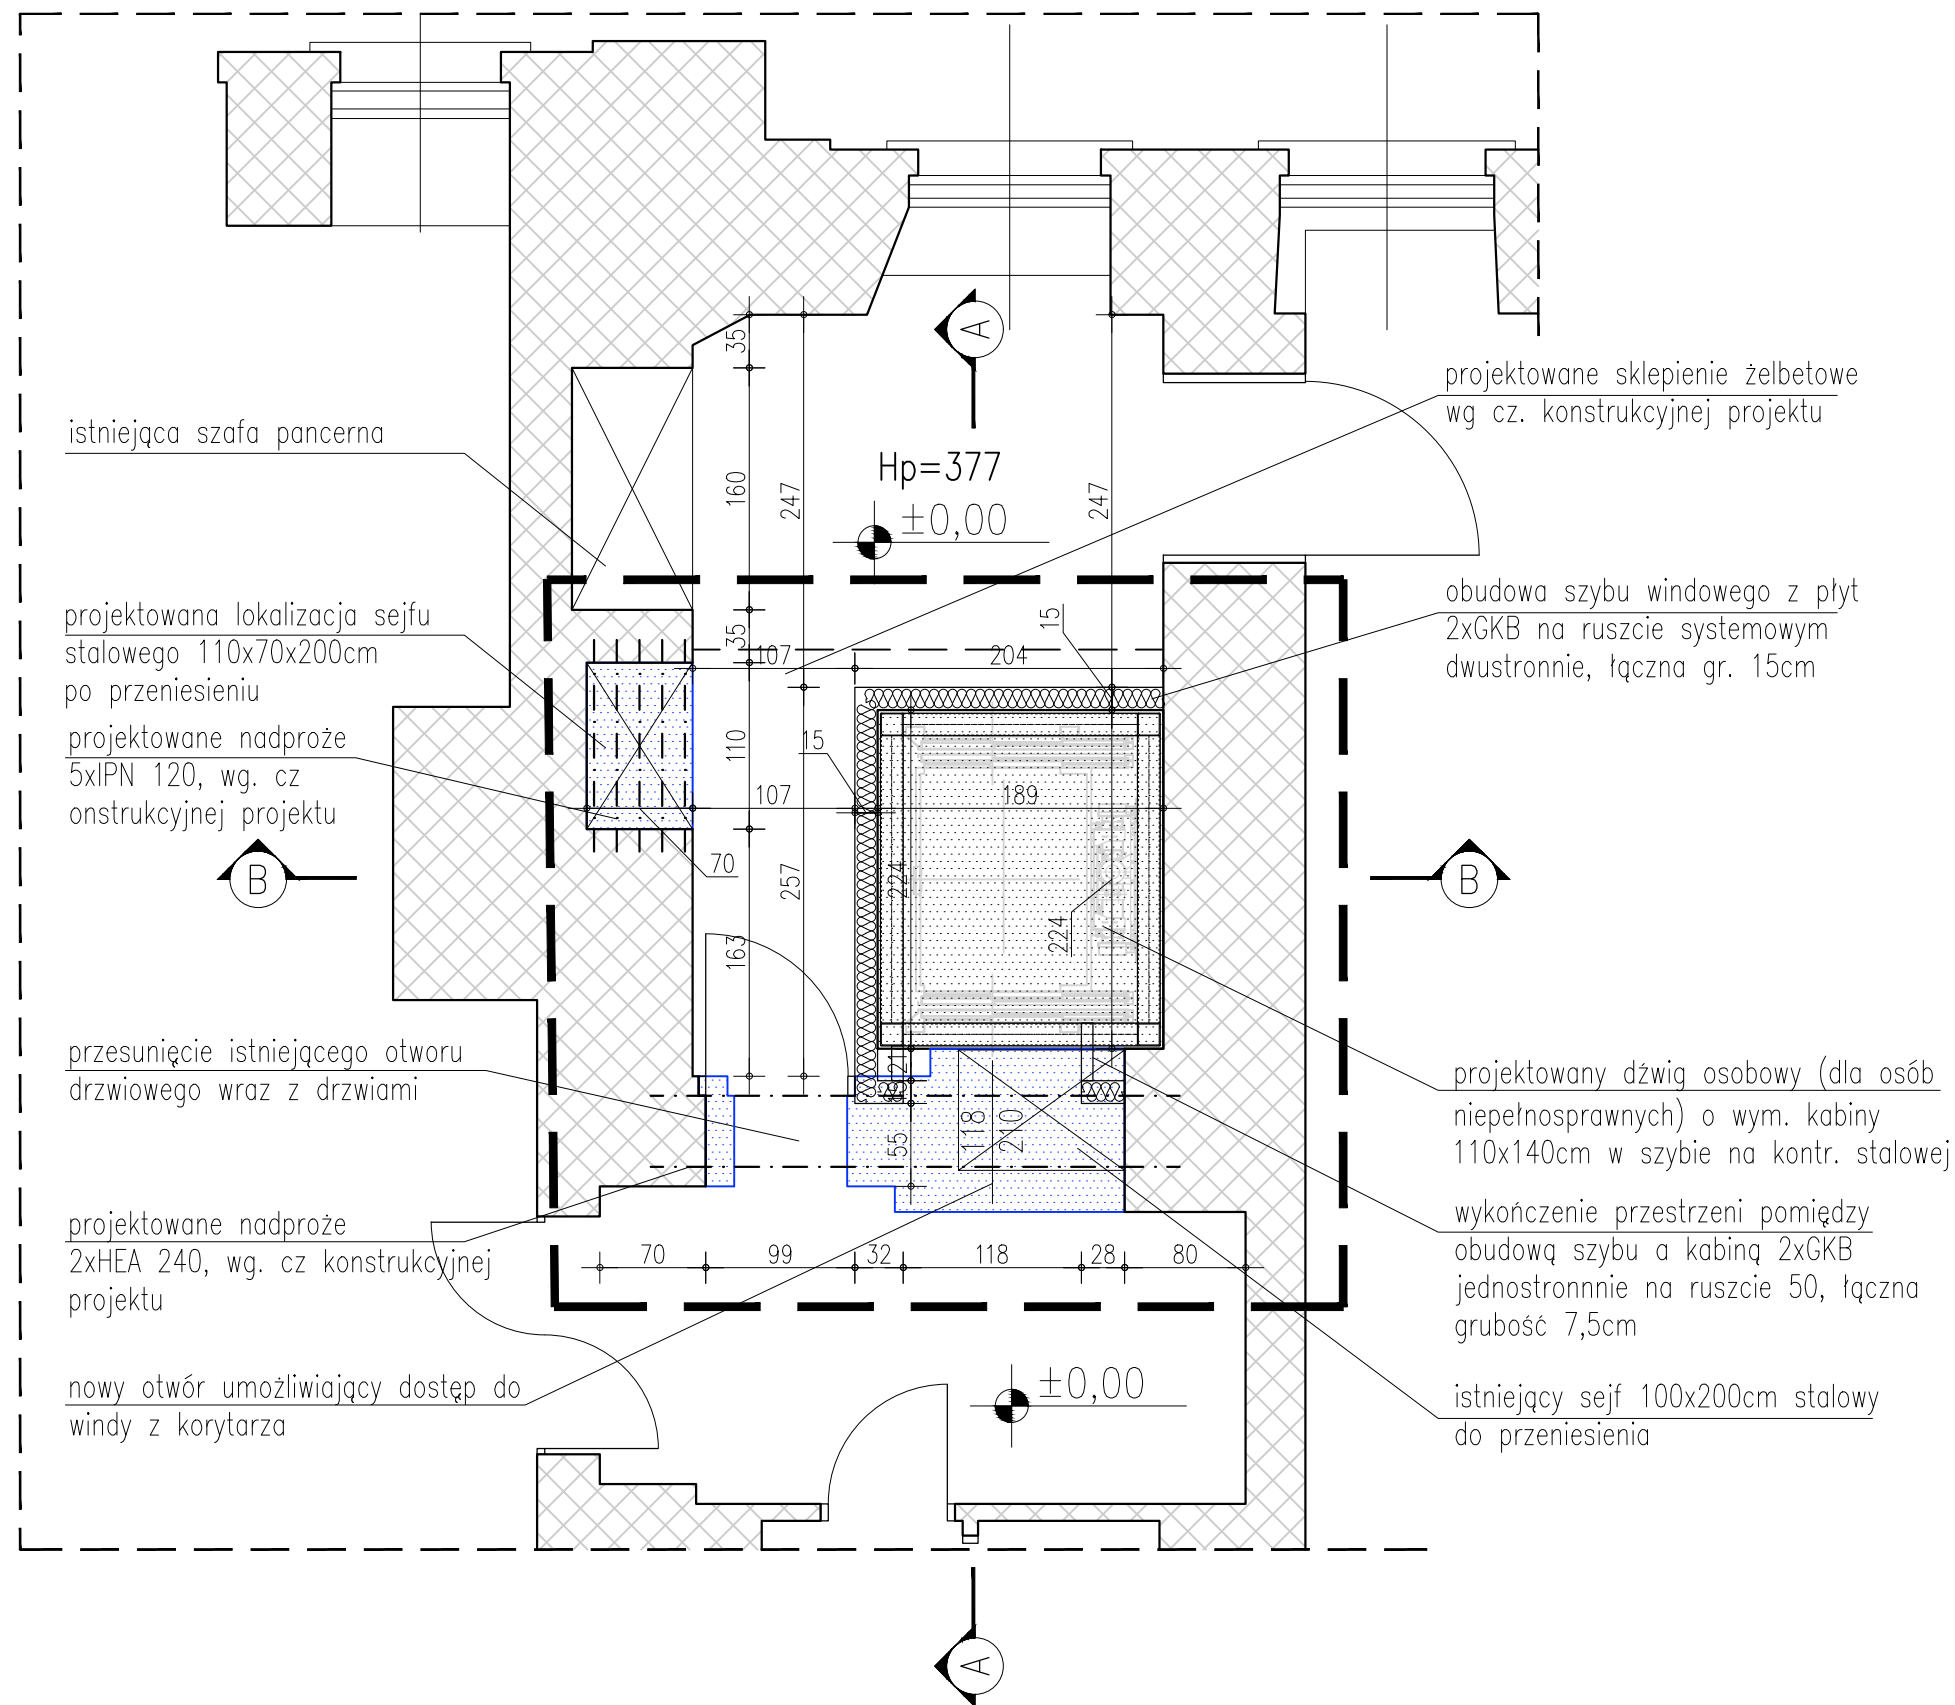 A
projektowane sklepienie żelbetowe
wg cz. konstrukcyjnej projektu
istniejąca szafa pancerna
35
160
247
247
Hp=377
±0,00
projektowana lokalizacja sejfu
stalowego 110x70x200cm
po przeniesieniu
obudowa szybu windowego z płyt
2xGKB na ruszcie systemowym
dwustronnie, łączna gr. 15cm
15
35
107
204
projektowane nadproże
5xIPN 120, wg. cz
onstrukcyjnej projektu
110
15
107
189
70
B
B
257
224
224
163
przesunięcie istniejącego otworu
drzwiowego wraz z drzwiami
21
55
118
210
projektowany dźwig osobowy (dla osób
niepełnosprawnych) o wym. kabiny
110x140cm w szybie na kontr. stalowej
projektowane nadproże
2xHEA 240, wg. cz konstrukcyjnej
projektu
wykończenie przestrzeni pomiędzy
obudową szybu a kabiną 2xGKB
jednostronnnie na ruszcie 50, łączna
grubość 7,5cm
70
99
32
118
28
80
nowy otwór umożliwiający dostęp do
windy z korytarza
±0,00
istniejący sejf 100x200cm stalowy
do przeniesienia
A